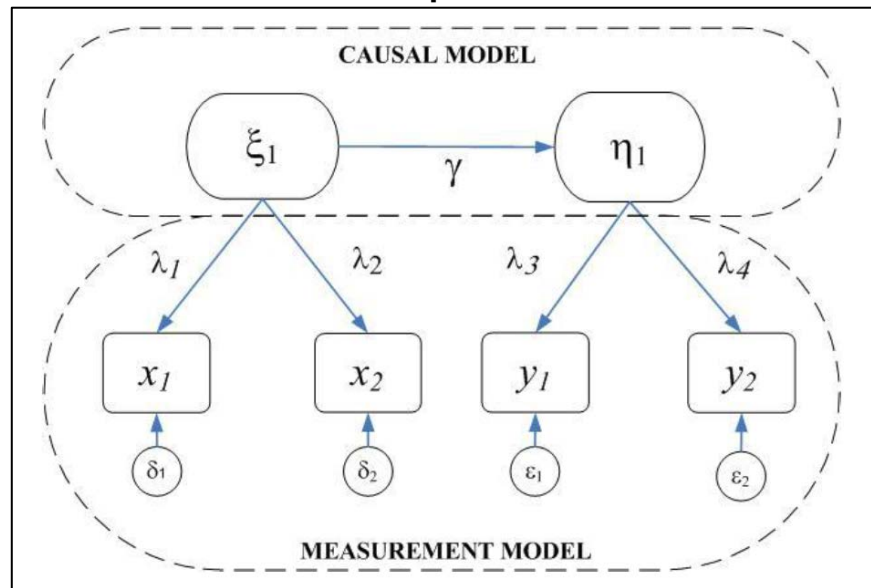 CAUSAL MODEL
ξ₁
η₁
γ
λ₁
λ₂
λ₃
λ₄
x₁
x₂
y₁
y₂
δ₁
δ₂
ε₁
ε₂
MEASUREMENT MODEL